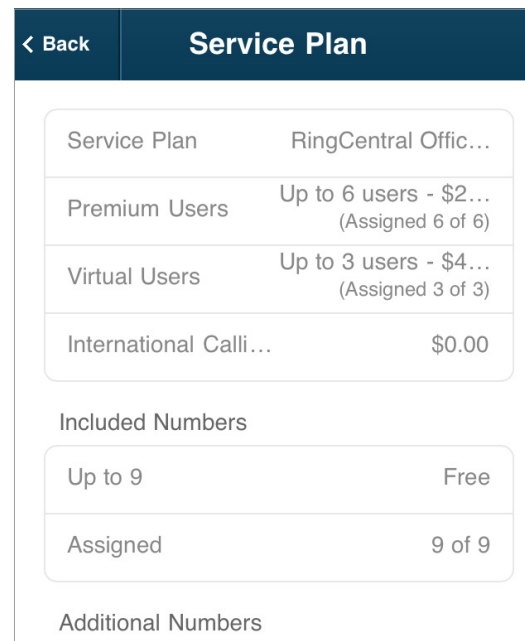 Back
Service Plan
Service Plan RingCentral Offic...
Premium Users Up to 6 users - $2...
(Assigned 6 of 6)
Virtual Users Up to 3 users - $4...
(Assigned 3 of 3)
International Calli... $0.00
Included Numbers
Up to 9 Free
Assigned 9 of 9
Additional Numbers